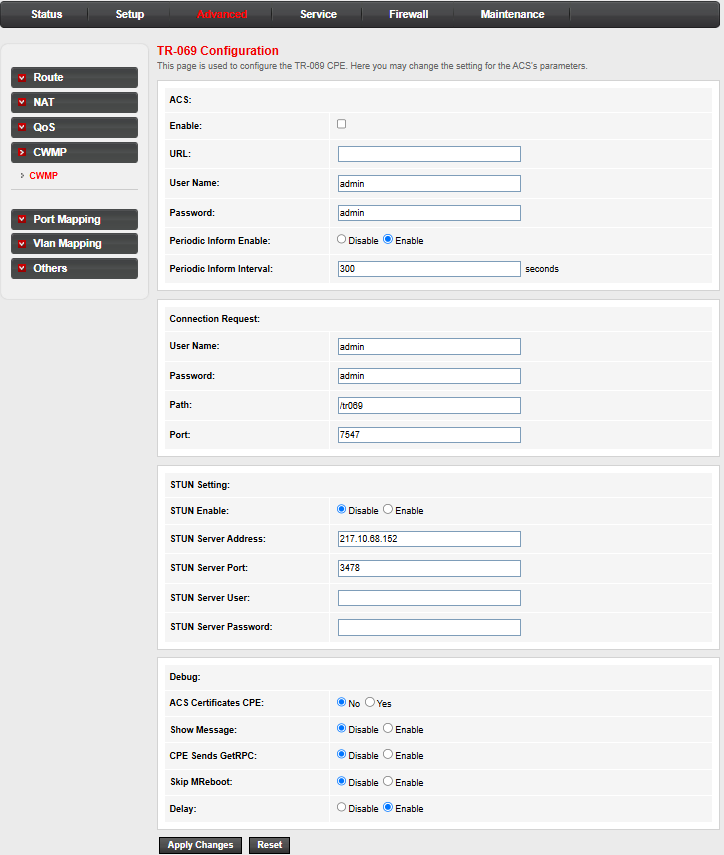 Status Setup Advanced Service Firewall Maintenance
Route
NAT
QoS
CWMP
CWMP
Port Mapping
Vlan Mapping
Others
TR-069 Configuration
This page is used to configure the TR-069 CPE. Here you may change the setting for the ACS's parameters.
ACS:
Enable:
URL:
User Name: admin
Password: admin
Periodic Inform Enable: Disable Enable
Periodic Inform Interval: 300 seconds
Connection Request:
User Name: admin
Password: admin
Path: /tr069
Port: 7547
STUN Setting:
STUN Enable: Disable Enable
STUN Server Address: 217.10.68.152
STUN Server Port: 3478
STUN Server User:
STUN Server Password:
Debug:
ACS Certificates CPE: No Yes
Show Message: Disable Enable
CPE Sends GetRPC: Disable Enable
Skip MReboot: Disable Enable
Delay: Disable Enable
Apply Changes Reset